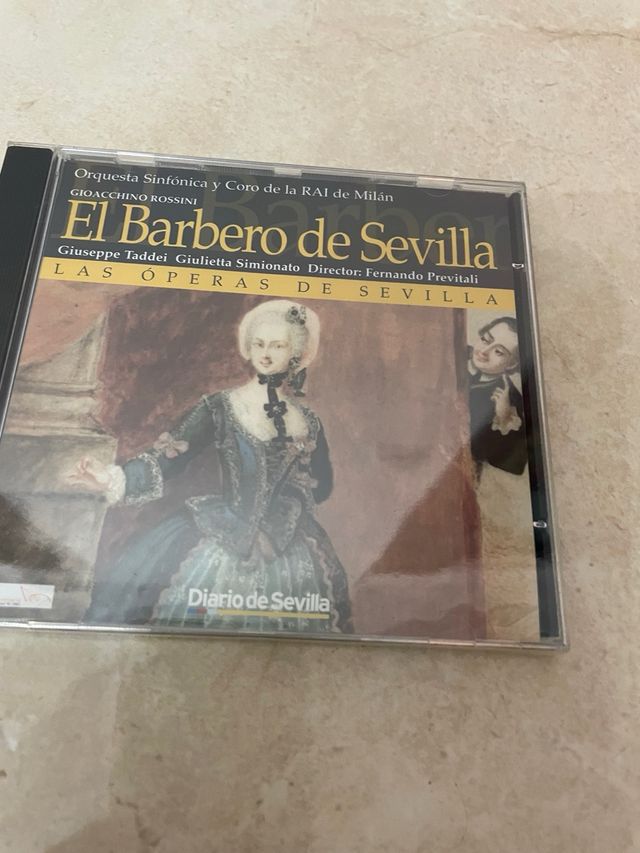 Orquesta Sinfónica y Coro de la RAI de Milán
GIOACCHINO ROSSINI
El Barbero de Sevilla
Giuseppe Taddei Giulietta Simionato Director: Fernando Previtali
LAS ÓPERAS DE SEVILLA
Diario de Sevilla